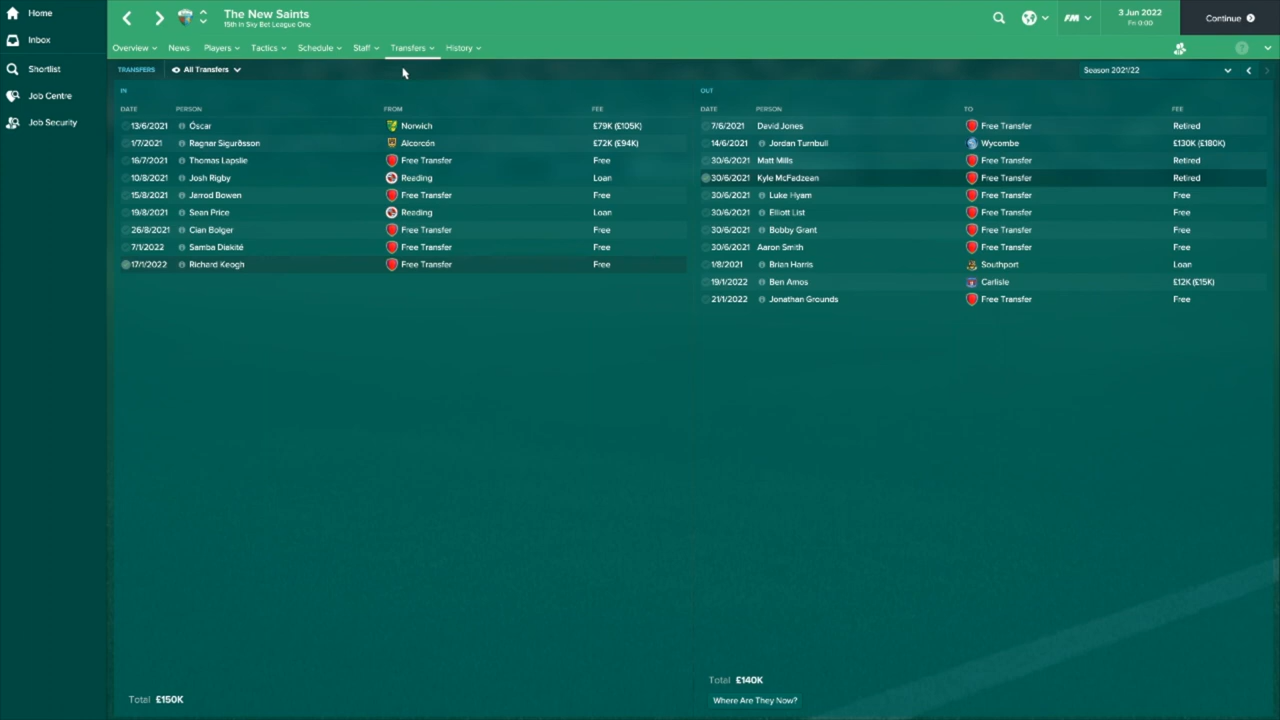 Home
Inbox
Shortlist
Job Centre
Job Security
The New Saints
15th in Sky Bet League One
FM
3 Jun 2022
Fri 0:00
Continue
Overview News Players Tactics Schedule Staff Transfers History
TRANSFERS All Transfers
Season 2021/22
IN
DATE PERSON FROM FEE
13/6/2021 Óscar Norwich £79K (£105K)
1/7/2021 Ragnar Sigurðsson Alcorcón £72K (£94K)
16/7/2021 Thomas Lapslie Free Transfer Free
10/8/2021 Josh Rigby Reading Loan
15/8/2021 Jarrod Bowen Free Transfer Free
19/8/2021 Sean Price Reading Loan
26/8/2021 Cian Bolger Free Transfer Free
7/1/2022 Samba Diakité Free Transfer Free
17/1/2022 Richard Keogh Free Transfer Free
Total £150K
OUT
DATE PERSON TO FEE
7/6/2021 David Jones Free Transfer Retired
14/6/2021 Jordan Turnbull Wycombe £130K (£180K)
30/6/2021 Matt Mills Free Transfer Retired
30/6/2021 Kyle McFadzean Free Transfer Retired
30/6/2021 Luke Hyam Free Transfer Free
30/6/2021 Elliott List Free Transfer Free
30/6/2021 Bobby Grant Free Transfer Free
30/6/2021 Aaron Smith Free Transfer Free
1/8/2021 Brian Harris Southport Loan
19/1/2022 Ben Amos Carlisle £12K (£15K)
21/1/2022 Jonathan Grounds Free Transfer Free
Total £140K
Where Are They Now?